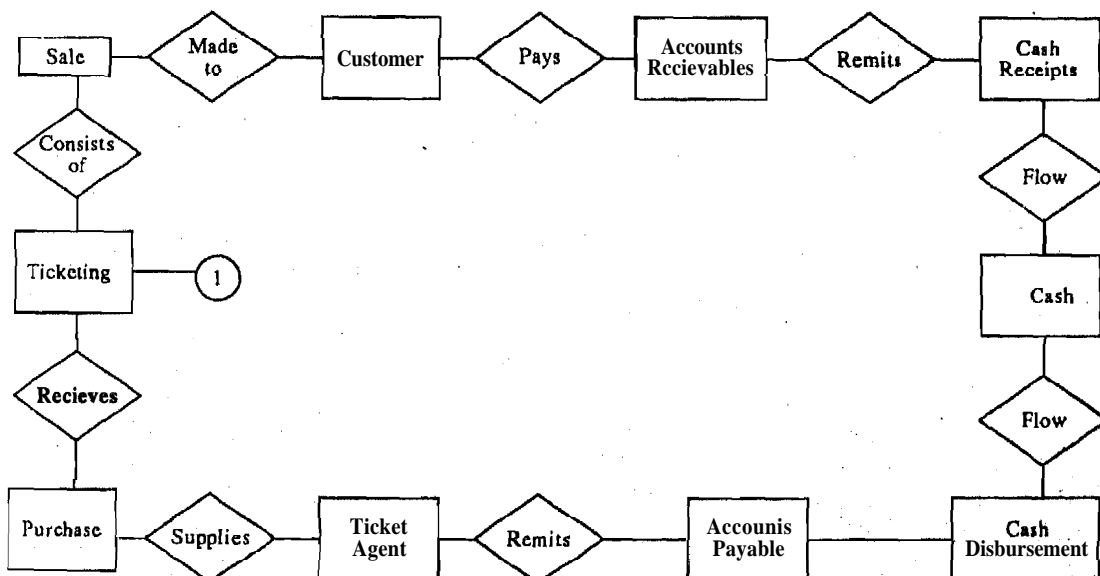 Sale
Made
to
Customer
Pays
Accounts
Rccievables
Remits
Cash
Receipts
Consists
of
Flow
Ticketing
1
Cash
Recieves
Flow
Purchase
Supplies
Ticket
Agent
Remits
Accounis
Payable
Cash
Disbursement